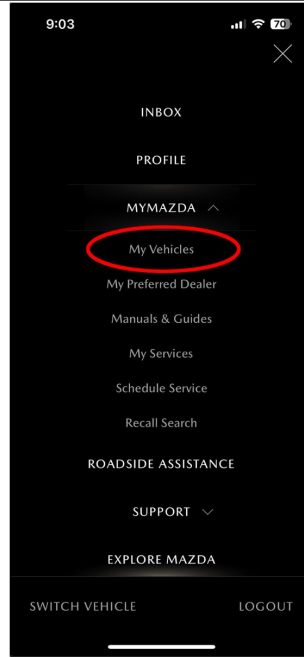 9:03
70
INBOX
PROFILE
MYMAZDA
My Vehicles
My Preferred Dealer
Manuals & Guides
My Services
Schedule Service
Recall Search
ROADSIDE ASSISTANCE
SUPPORT
EXPLORE MAZDA
SWITCH VEHICLE LOGOUT